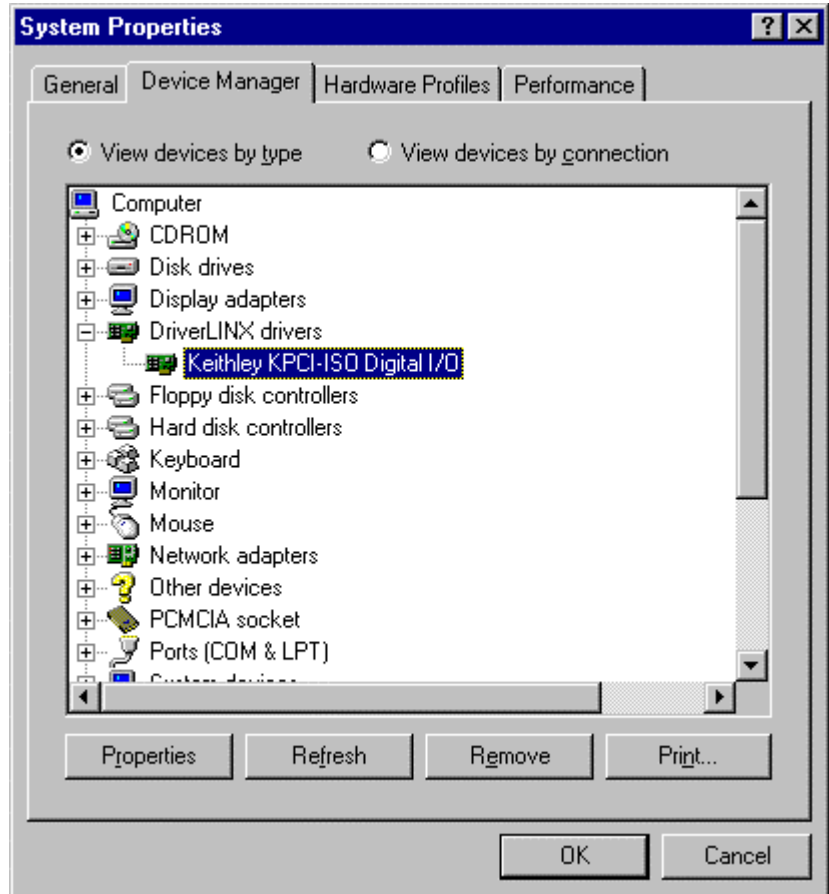 System Properties
General Device Manager Hardware Profiles Performance
View devices by type View devices by connection
Computer
CDROM
Disk drives
Display adapters
DriverLINX drivers
Keithley KPCI-ISO Digital I/O
Floppy disk controllers
Hard disk controllers
Keyboard
Monitor
Mouse
Network adapters
Other devices
PCMCIA socket
Ports (COM & LPT)
System devices
Properties Refresh Remove Print...
OK Cancel